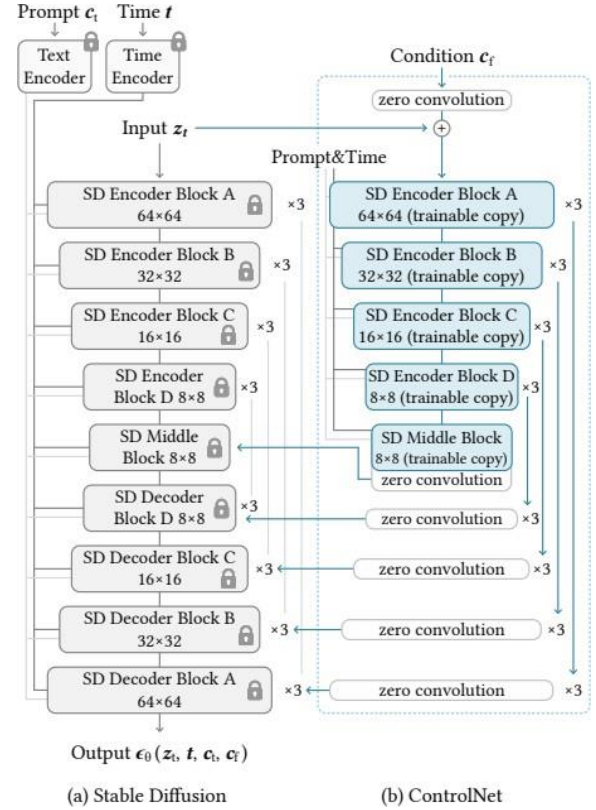 Prompt cₜ
Time t
Text
Encoder
Time
Encoder
Input zₜ
SD Encoder Block A
64×64
×3
SD Encoder Block B
32×32
×3
SD Encoder Block C
16×16
×3
SD Encoder
Block D 8×8
×3
SD Middle
Block 8×8
SD Decoder
Block D 8×8
×3
SD Decoder Block C
16×16
×3
SD Decoder Block B
32×32
×3
SD Decoder Block A
64×64
×3
Output ϵθ(zₜ, t, cₜ, c_f)
(a) Stable Diffusion
Condition c_f
zero convolution
+
Prompt&Time
SD Encoder Block A
64×64 (trainable copy)
×3
SD Encoder Block B
32×32 (trainable copy)
×3
SD Encoder Block C
16×16 (trainable copy)
×3
SD Encoder Block D
8×8 (trainable copy)
×3
SD Middle Block
8×8 (trainable copy)
zero convolution
zero convolution
×3
zero convolution
×3
zero convolution
×3
zero convolution
×3
(b) ControlNet